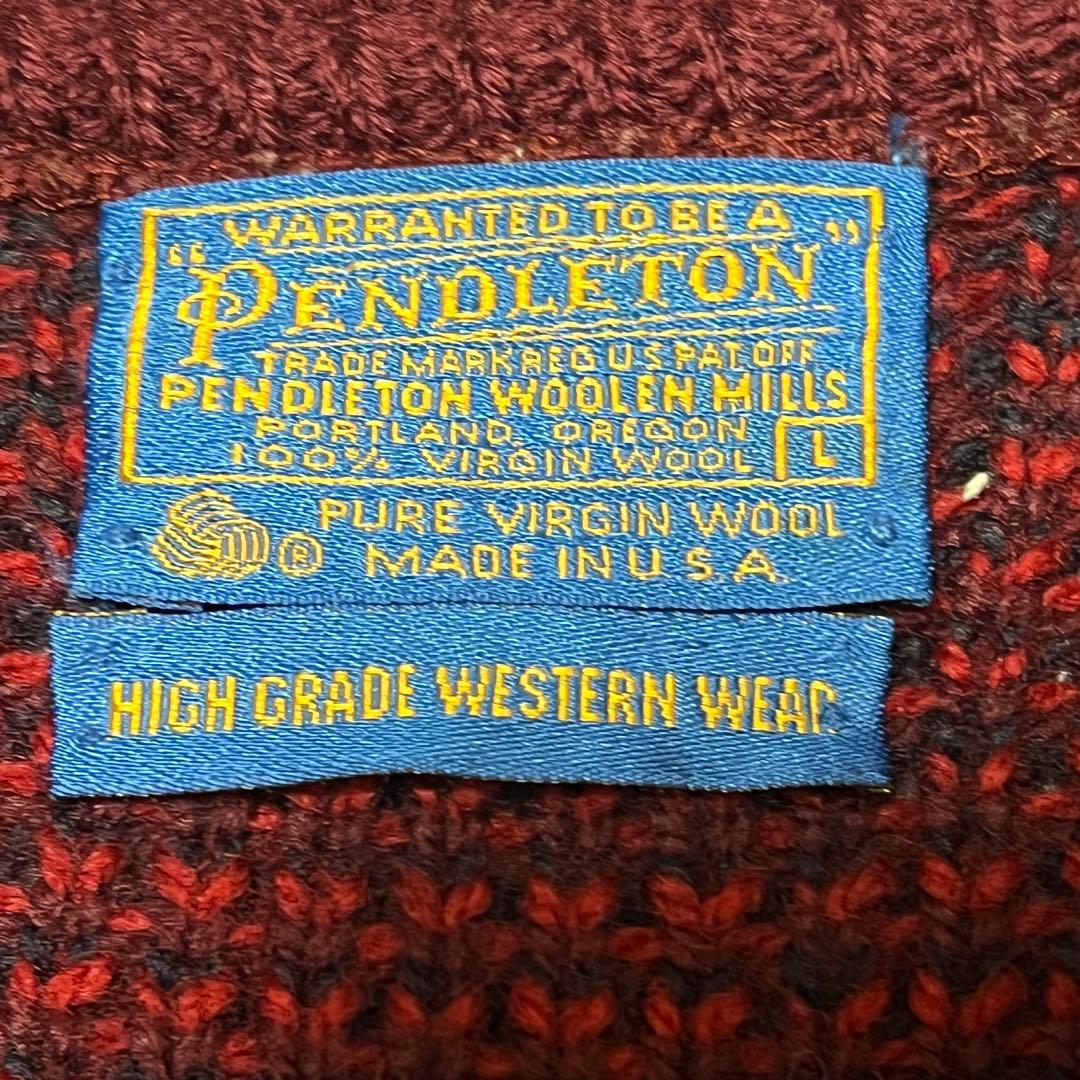 WARRANTED TO BE A
"PENDLETON"
TRADE MARK REG U S PAT OFF
PENDLETON WOOLEN MILLS
PORTLAND, OREGON
100% VIRGIN WOOL L
PURE VIRGIN WOOL
® MADE IN U.S.A.
HIGH GRADE WESTERN WEAR